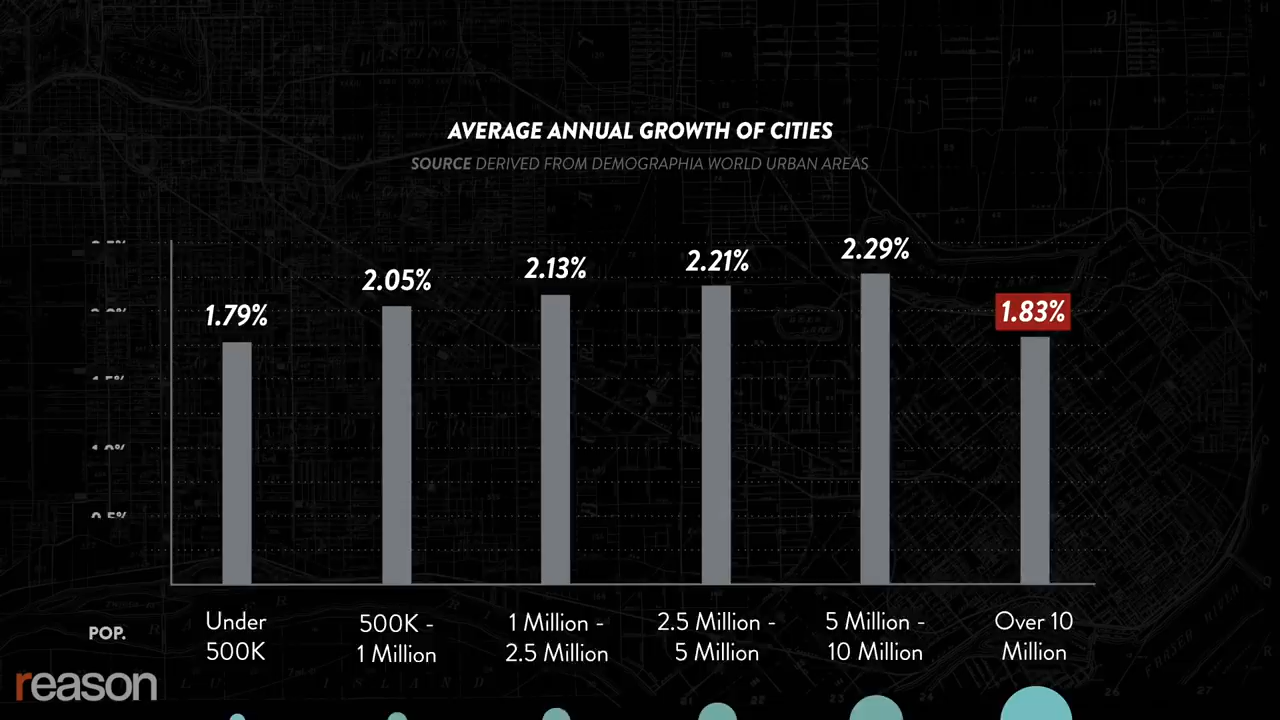 AVERAGE ANNUAL GROWTH OF CITIES
SOURCE DERIVED FROM DEMOGRAPHIA WORLD URBAN AREAS
1.79%
2.05%
2.13%
2.21%
2.29%
1.83%
POP.
Under
500K
500K -
1 Million
1 Million -
2.5 Million
2.5 Million -
5 Million
5 Million -
10 Million
Over 10
Million
reason